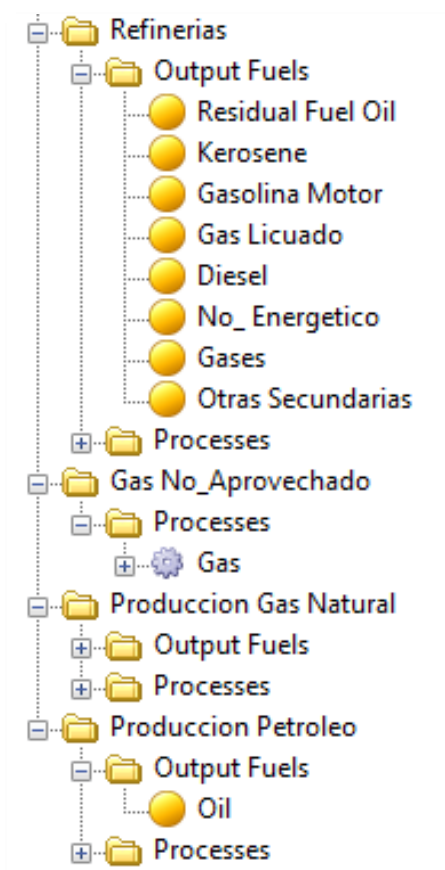 Refinerias
Output Fuels
Residual Fuel Oil
Kerosene
Gasolina Motor
Gas Licuado
Diesel
No_ Energetico
Gases
Otras Secundarias
Processes
Gas No_Aprovechado
Processes
Gas
Produccion Gas Natural
Output Fuels
Processes
Produccion Petroleo
Output Fuels
Oil
Processes